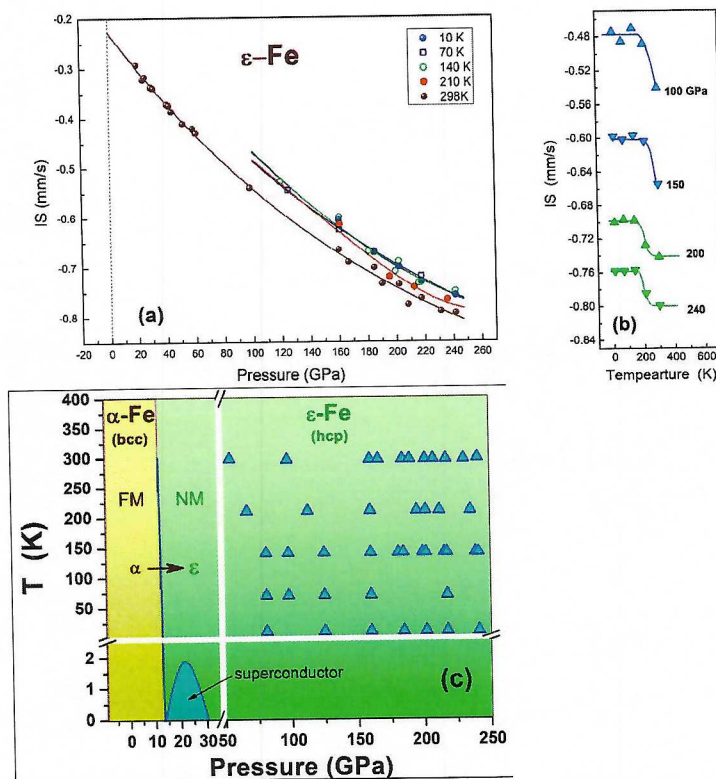 (a)
ε–Fe
10 K
70 K
140 K
210 K
298K
IS (mm/s)
-0.2
-0.3
-0.4
-0.5
-0.6
-0.7
-0.8
-20 0 20 40 60 80 100 120 140 160 180 200 220 240 260
Pressure (GPa)
(b)
IS (mm/s)
-0.48
-0.52
-0.56
-0.60
-0.64
-0.68
-0.72
-0.76
-0.80
-0.84
100 GPa
150
200
240
0 200 400 600
Tempearture (K)
α-Fe
(bcc)
ε-Fe
(hcp)
FM
NM
α
ε
superconductor
(c)
T (K)
400
350
300
250
200
150
100
50
25
2
1
0
0 10 20 30 50 100 150 200 250
Pressure (GPa)